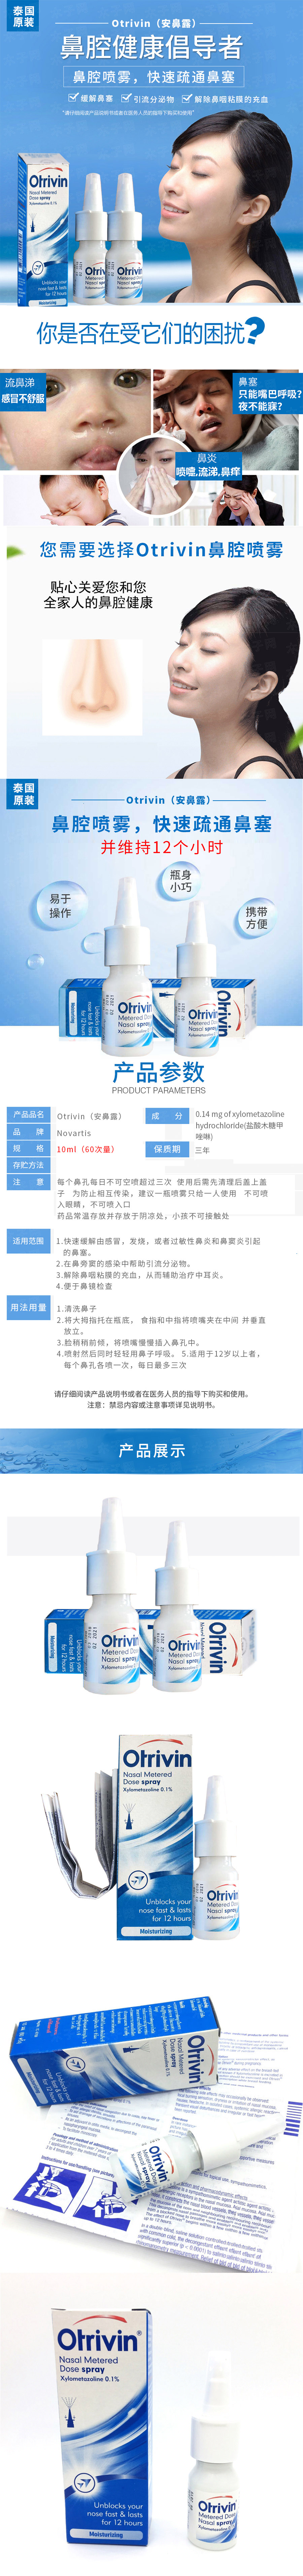 泰国
原装
Otrivin（安鼻露）
鼻腔健康倡导者
鼻腔喷雾，快速疏通鼻塞
缓解鼻塞 引流分泌物 解除鼻咽粘膜的充血
*请仔细阅读产品说明书或者在医务人员的指导下购买和使用*
Otrivin
Nasal Metered
Dose spray
Xylometazoline 0.1%
Unblocks your
nose fast & lasts
for 12 hours
Moisturizing
你是否在受它们的困扰?
流鼻涕
感冒不舒服
鼻塞
只能嘴巴呼吸？
夜不能寐？
鼻炎
喷嚏,流涕,鼻痒
您需要选择Otrivin鼻腔喷雾
贴心关爱您和您
全家人的鼻腔健康
泰国
原装
Otrivin（安鼻露）
鼻腔喷雾，快速疏通鼻塞
并维持12个小时
易于
操作
瓶身
小巧
携带
方便
Otrivin
Metered Dose
Nasal spray
Xylometazoline 0.1%
产品参数
PRODUCT PARAMETERS
产品品名 Otrivin（安鼻露）
品 牌 Novartis
规 格 10ml（60次量）
存贮方法
成 分 0.14 mg of xylometazoline
hydrochloride(盐酸木糖甲
唑啉)
保质期 三年
注 意 每个鼻孔每日不可空喷超过三次 使用后需先清理后盖上盖
子 为防止相互传染，建议一瓶喷雾只给一人使用 不可喷
入眼睛，不可喷入口
药品常温存放并存放于阴凉处，小孩不可接触处
适用范围 1.快速缓解由感冒，发烧，或者过敏性鼻炎和鼻窦炎引起
的鼻塞。
2.在鼻旁窦的感染中帮助引流分泌物。
3.解除鼻咽粘膜的充血，从而辅助治疗中耳炎。
4.便于鼻镜检查
用法用量 1.清洗鼻子
2.将大拇指托在瓶底， 食指和中指将喷嘴夹在中间 并垂直
放立。
3.脸稍稍前倾，将喷嘴慢慢插入鼻孔中。
4.喷射然后同时轻轻用鼻子呼吸。 5.适用于12岁以上者，
每个鼻孔各喷一次，每日最多三次
请仔细阅读产品说明书或者在医务人员的指导下购买和使用。
注意：禁忌内容或注意事项详见说明书。
产品展示
Otrivin
Metered Dose
Nasal spray
Xylometazoline 0.1%
Otrivin
Nasal Metered
Dose spray
Xylometazoline 0.1%
Unblocks your
nose fast & lasts
for 12 hours
Moisturizing
Otrivin
Nasal Metered
Dose spray
Xylometazoline 0.1%
Otrivin
Nasal Metered
Dose spray
Xylometazoline 0.1%
Unblocks your
nose fast & lasts
for 12 hours
Moisturizing
Otrivin
Metered Dose
Nasal spray